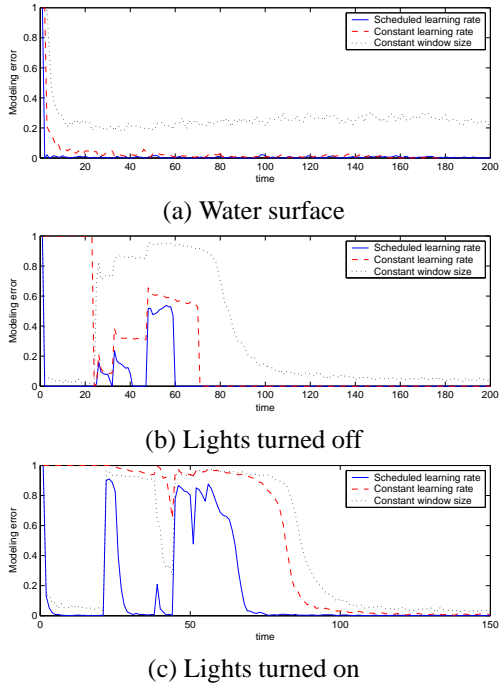 1
0.8
0.6
0.4
0.2
0
Modeling error
Scheduled learning rate
Constant learning rate
Constant window size
20 40 60 80 100 120 140 160 180 200
time
(a) Water surface
1
0.8
0.6
0.4
0.2
0
Modeling error
Scheduled learning rate
Constant learning rate
Constant window size
0 20 40 60 80 100 120 140 160 180 200
time
(b) Lights turned off
1
0.8
0.6
0.4
0.2
0
Modeling error
Scheduled learning rate
Constant learning rate
Constant window size
0 50 100 150
time
(c) Lights turned on